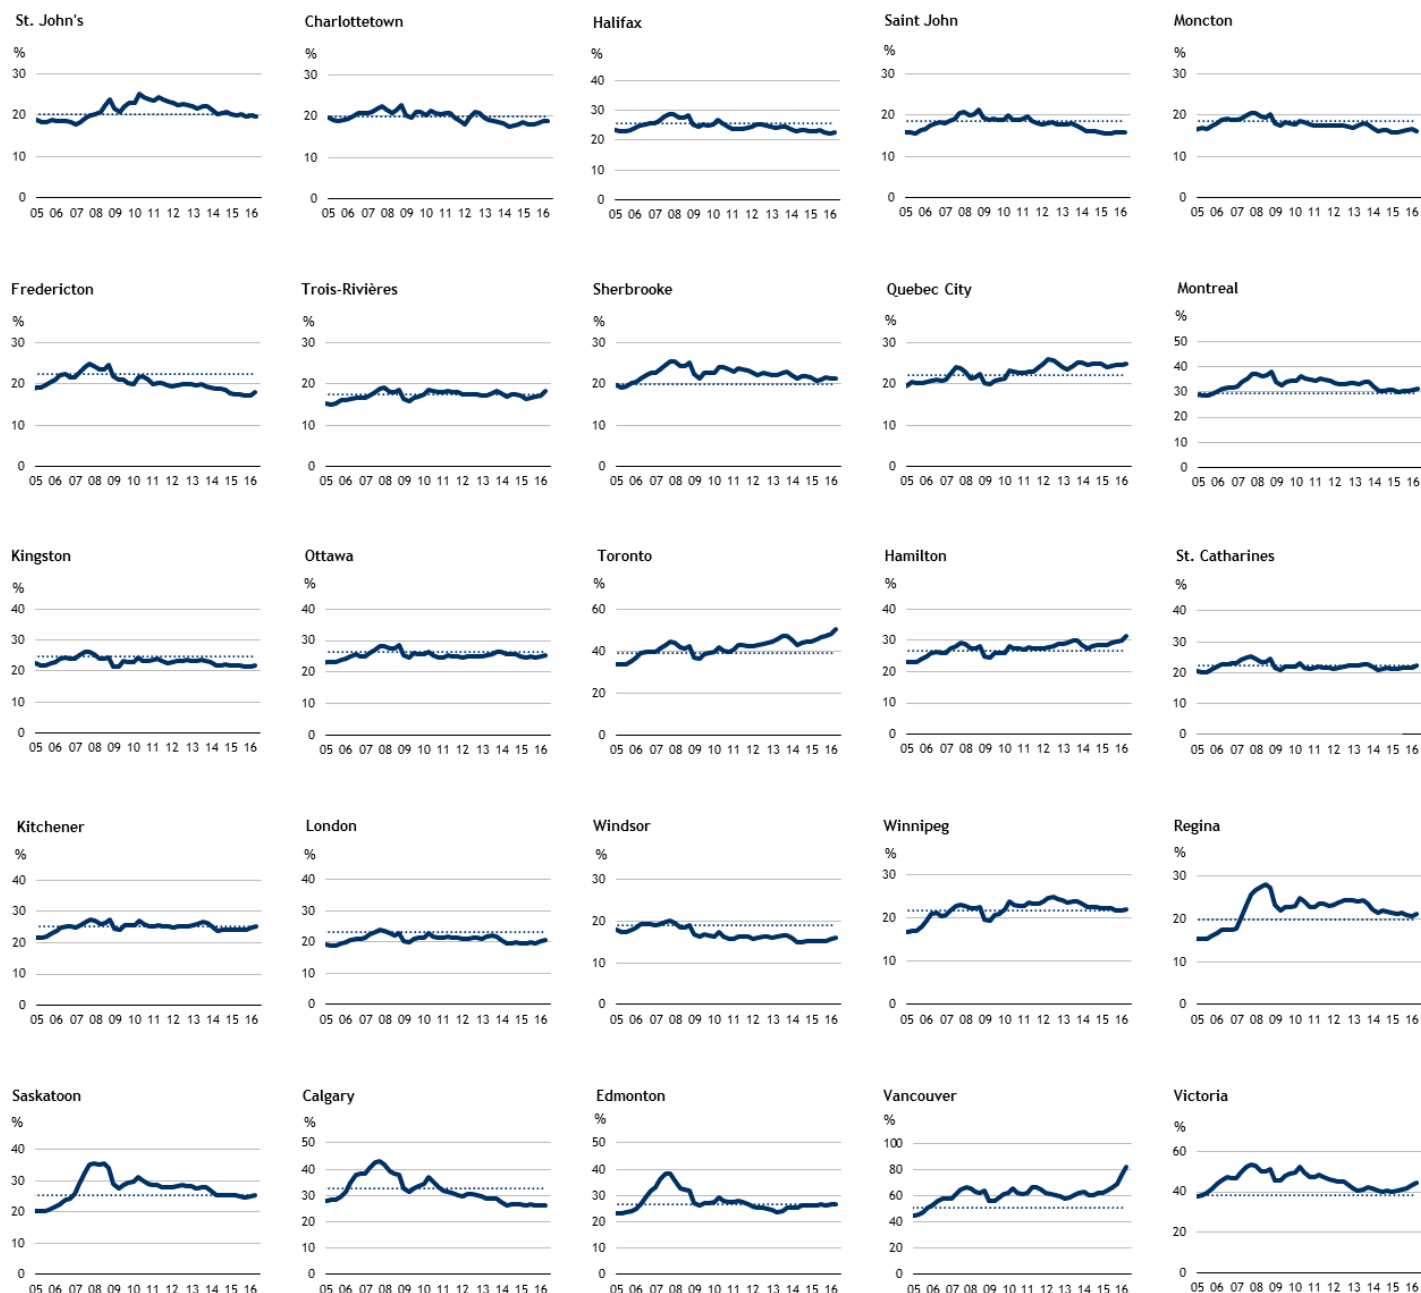 St. John's
%
30
20
10
0
05 06 07 08 09 10 11 12 13 14 15 16
Charlottetown
%
30
20
10
0
05 06 07 08 09 10 11 12 13 14 15 16
Halifax
%
40
30
20
10
0
05 06 07 08 09 10 11 12 13 14 15 16
Saint John
%
30
20
10
0
05 06 07 08 09 10 11 12 13 14 15 16
Moncton
%
30
20
10
0
05 06 07 08 09 10 11 12 13 14 15 16
Fredericton
%
30
20
10
0
05 06 07 08 09 10 11 12 13 14 15 16
Trois-Rivières
%
30
20
10
0
05 06 07 08 09 10 11 12 13 14 15 16
Sherbrooke
%
30
20
10
0
05 06 07 08 09 10 11 12 13 14 15 16
Quebec City
%
30
20
10
0
05 06 07 08 09 10 11 12 13 14 15 16
Montreal
%
50
40
30
20
10
0
05 06 07 08 09 10 11 12 13 14 15 16
Kingston
%
40
30
20
10
0
05 06 07 08 09 10 11 12 13 14 15 16
Ottawa
%
40
30
20
10
0
05 06 07 08 09 10 11 12 13 14 15 16
Toronto
%
60
40
20
0
05 06 07 08 09 10 11 12 13 14 15 16
Hamilton
%
40
30
20
10
0
05 06 07 08 09 10 11 12 13 14 15 16
St. Catharines
%
40
30
20
10
0
05 06 07 08 09 10 11 12 13 14 15 16
Kitchener
%
40
30
20
10
0
05 06 07 08 09 10 11 12 13 14 15 16
London
%
40
30
20
10
0
05 06 07 08 09 10 11 12 13 14 15 16
Windsor
%
30
20
10
0
05 06 07 08 09 10 11 12 13 14 15 16
Winnipeg
%
30
20
10
0
05 06 07 08 09 10 11 12 13 14 15 16
Regina
%
30
20
10
0
05 06 07 08 09 10 11 12 13 14 15 16
Saskatoon
%
40
30
20
10
0
05 06 07 08 09 10 11 12 13 14 15 16
Calgary
%
50
40
30
20
10
0
05 06 07 08 09 10 11 12 13 14 15 16
Edmonton
%
50
40
30
20
10
0
05 06 07 08 09 10 11 12 13 14 15 16
Vancouver
%
100
80
60
40
20
0
05 06 07 08 09 10 11 12 13 14 15 16
Victoria
%
60
40
20
0
05 06 07 08 09 10 11 12 13 14 15 16